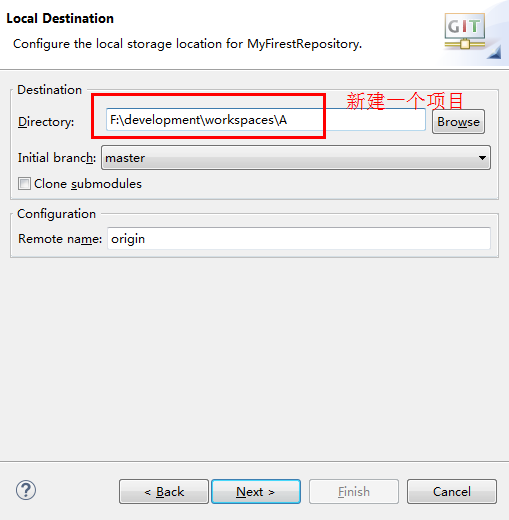 Local Destination
Configure the local storage location for MyFirestRepository.
GIT
Destination
新建一个项目
Directory: F:\development\workspaces\A Browse
Initial branch: master
Clone submodules
Configuration
Remote name: origin
? < Back Next > Finish Cancel